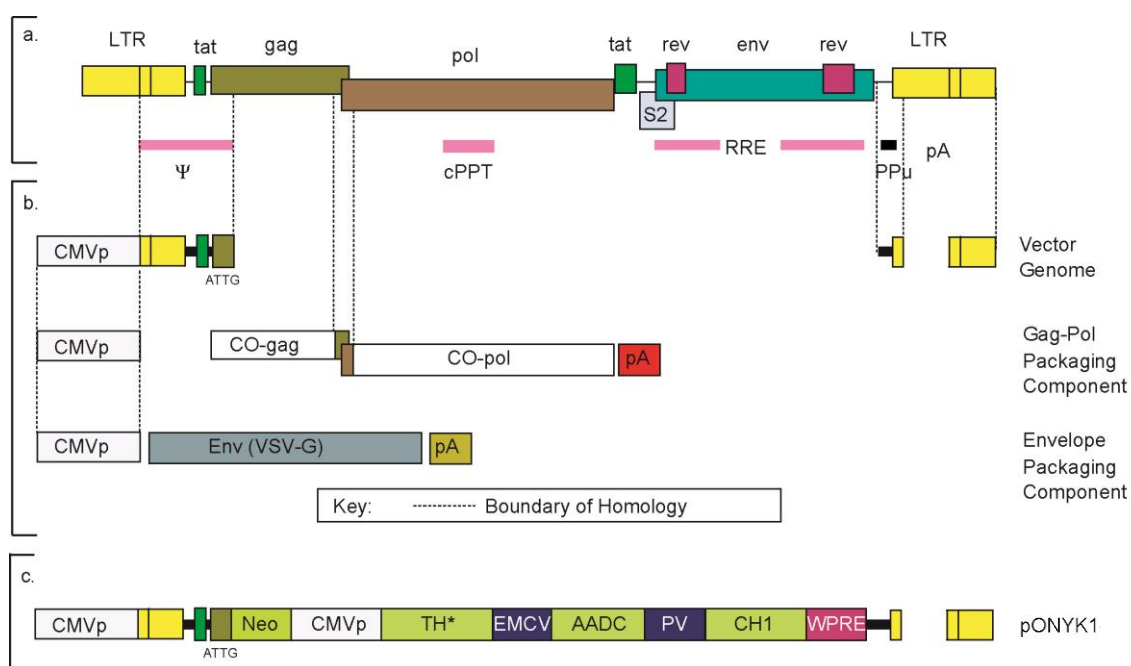 a.
LTR tat gag pol tat rev env rev LTR
S2
Ψ cPPT RRE PPu pA
b.
CMVp
ATTG
Vector
Genome
CMVp CO-gag CO-pol pA
Gag-Pol
Packaging
Component
CMVp Env (VSV-G) pA
Envelope
Packaging
Component
Key: Boundary of Homology
c.
CMVp Neo CMVp TH* EMCV AADC PV CH1 WPRE pONYK1
ATTG